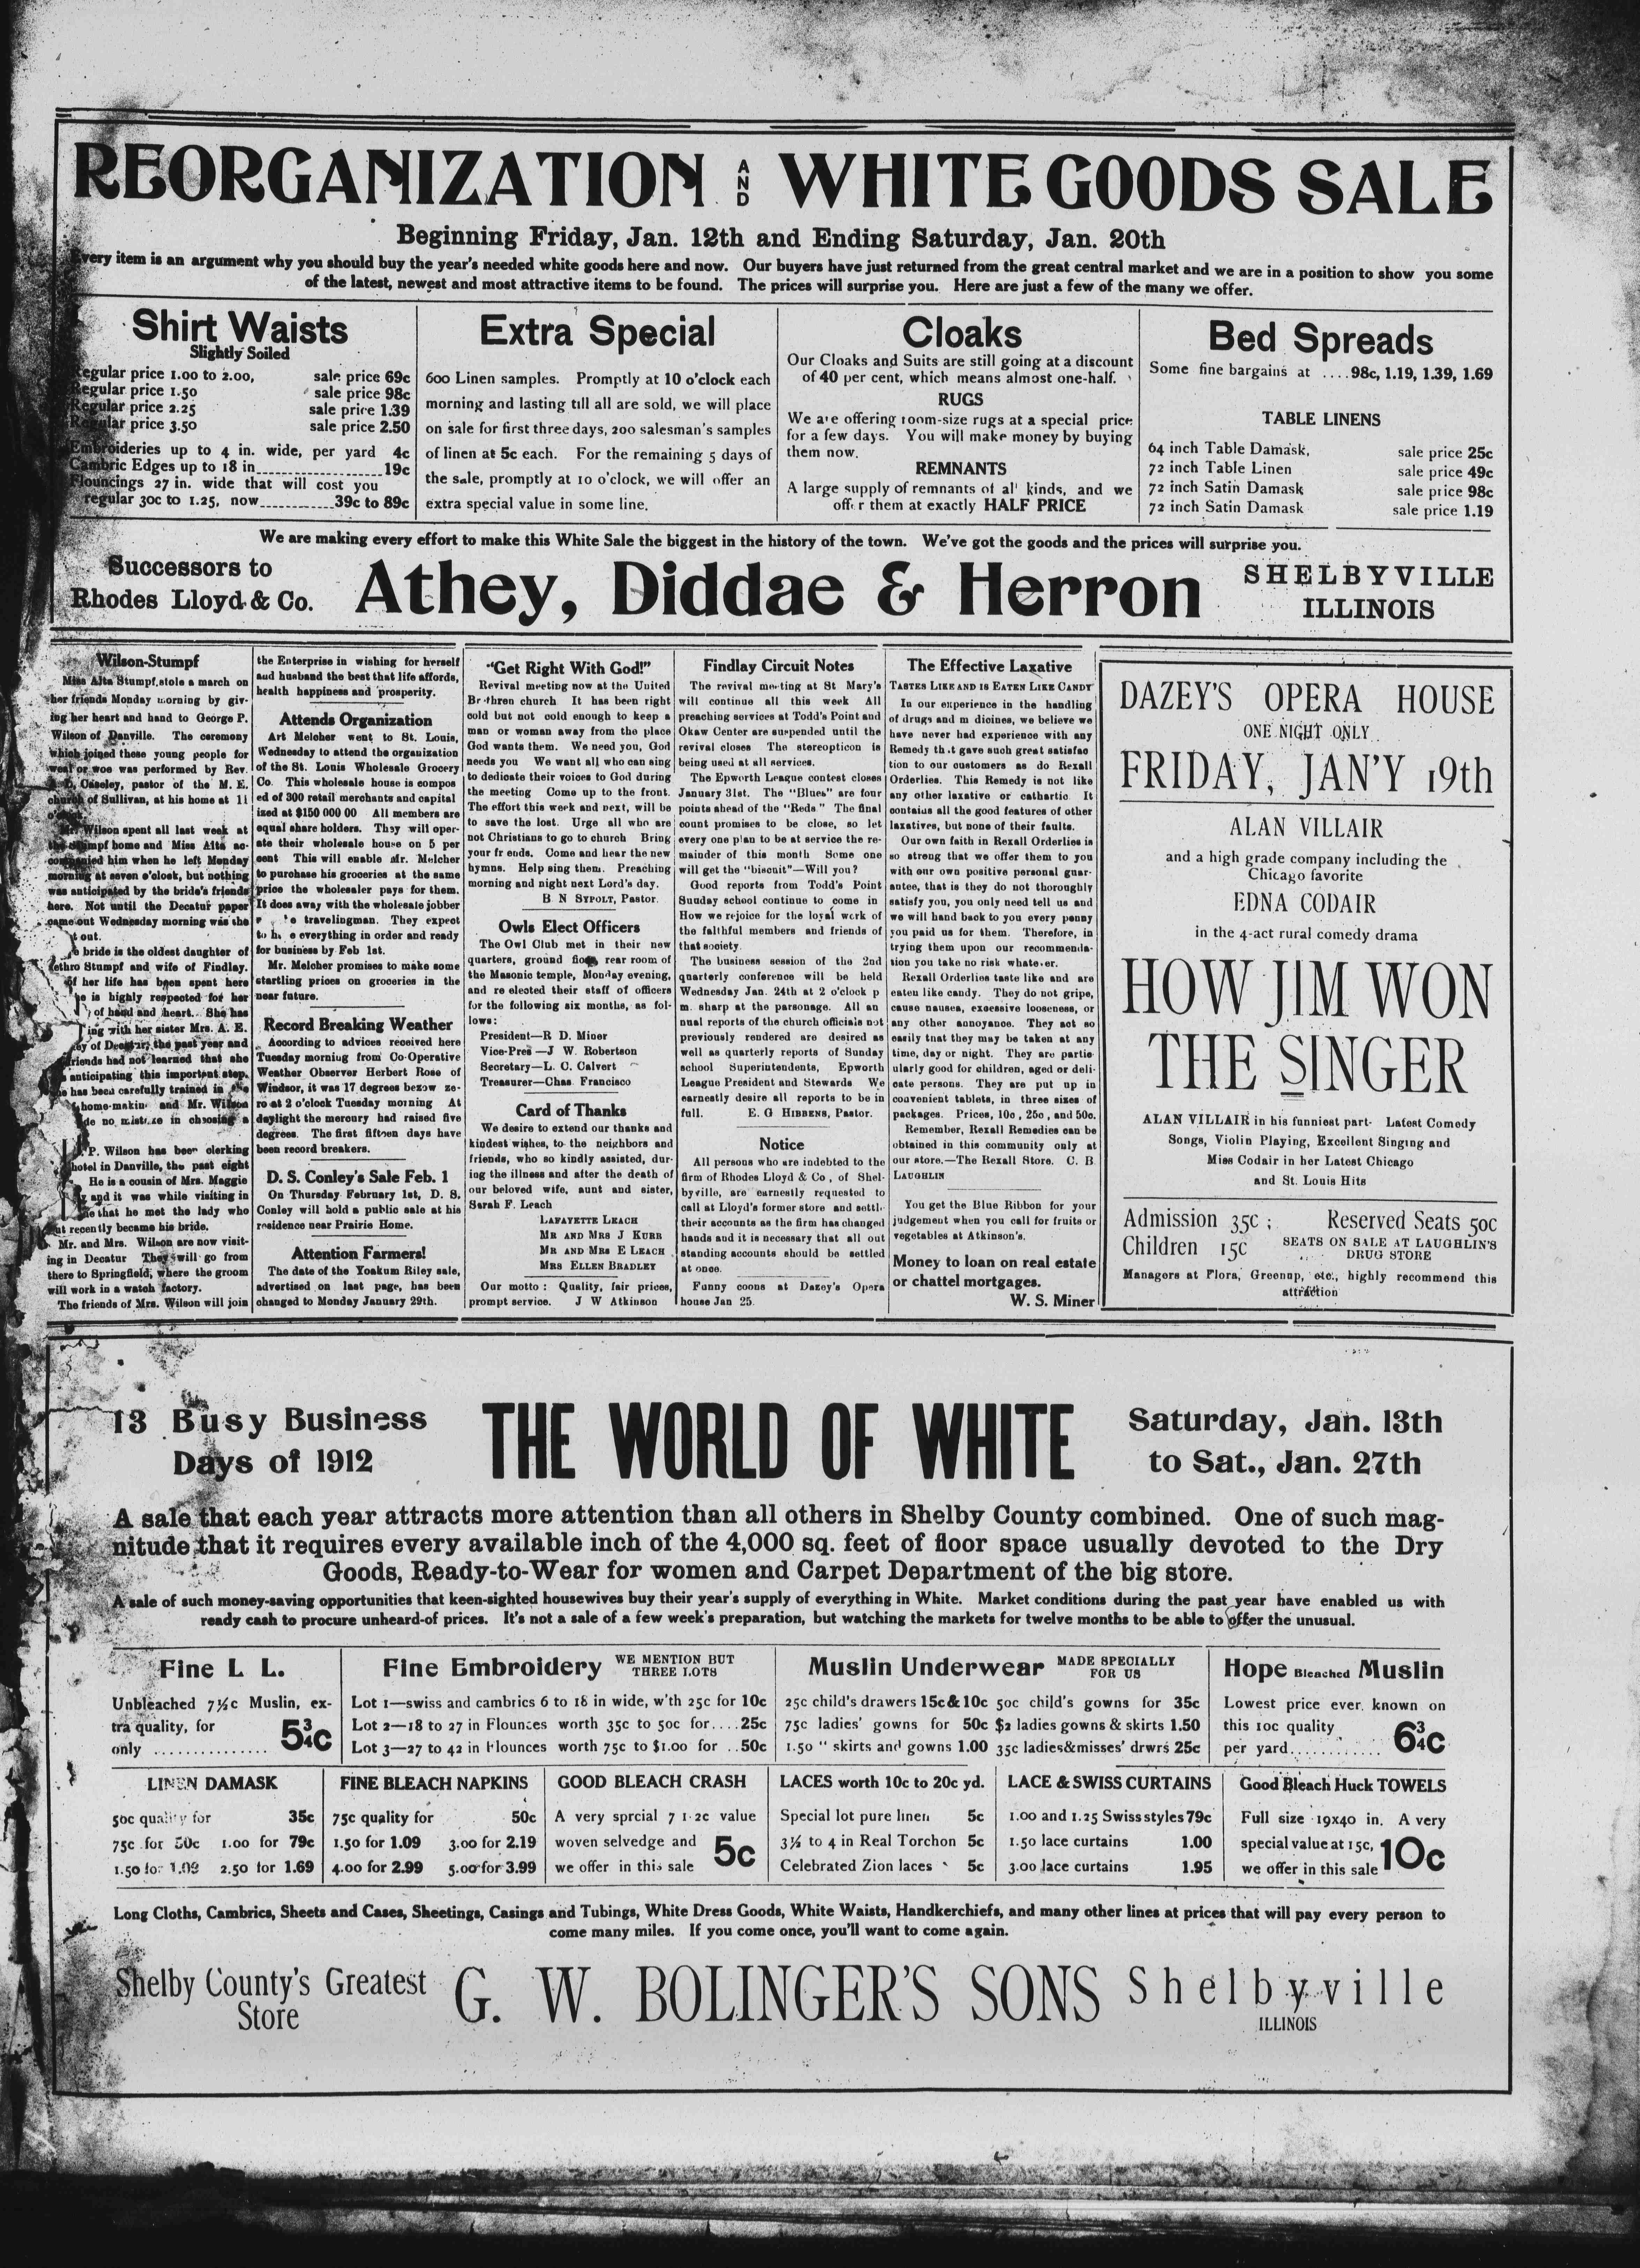 REORGANIZATION AND WHITE GOODS SALE
Beginning Friday, Jan. 12th and Ending Saturday, Jan. 20th
Every item is an argument why you should buy the year's needed white goods here and now. Our buyers have just returned from the great central market and we are in a position to show you some
of the latest, newest and most attractive items to be found. The prices will surprise you. Here are just a few of the many we offer.
Shirt Waists
Slightly Soiled
Regular price 1.00 to 2.00, sale price 69c
Regular price 1.50 sale price 98c
Regular price 2.25 sale price 1.39
Regular price 3.50 sale price 2.50
Embroideries up to 4 in. wide, per yard 4c
Cambric Edges up to 18 in. 19c
Flouncings 27 in. wide that will cost you
regular 30c to 1.25, now 39c to 89c
Extra Special
600 Linen samples. Promptly at 10 o'clock each
morning and lasting till all are sold, we will place
on sale for first three days, 200 salesman's samples
of linen at 5c each. For the remaining 5 days of
the sale, promptly at 10 o'clock, we will offer an
extra special value in some line.
Cloaks
Our Cloaks and Suits are still going at a discount
of 40 per cent, which means almost one-half.
RUGS
We are offering room-size rugs at a special price
for a few days. You will make money by buying
them now.
REMNANTS
A large supply of remnants of al' kinds, and we
off r them at exactly HALF PRICE
Bed Spreads
Some fine bargains at ....98c, 1.19, 1.39, 1.69
TABLE LINENS
64 inch Table Damask, sale price 25c
72 inch Table Linen sale price 49c
72 inch Satin Damask sale price 98c
72 inch Satin Damask sale price 1.19
We are making every effort to make this White Sale the biggest in the history of the town. We've got the goods and the prices will surprise you.
Successors to
Rhodes Lloyd & Co.
Athey, Diddae & Herron
SHELBYVILLE
ILLINOIS
Wilson-Stumpf
Miss Alta Stumpf, stole a march on
her friends Monday morning by giv-
ing her heart and hand to George P.
Wilson of Danville. The ceremony
which joined these young people for
weal or woe was performed by Rev.
Caseley, pastor of the M. E.
church of Sullivan, at his home at 11
Mr. Wilson spent all last week at
the Stumpf home and Miss Alta ac-
companied him when he left Monday
morning at seven o'clock, but nothing
was anticipated by the bride's friends
here. Not until the Decatur paper
came out Wednesday morning was the
out.
bride is the oldest daughter of
Jethro Stumpf and wife of Findlay.
of her life has been spent here
he is highly respected for her
of hand and heart. She has
ing with her sister Mrs. A. E.
of Decatur, the past year and
friends had not learned that she
anticipating this important step.
has been carefully trained in the
home-makin and Mr. Wilson
de no mistake in choosing a
P. Wilson has been clerking
hotel in Danville, the past eight
He is a cousin of Mrs. Maggie
and it was while visiting in
that he met the lady who
but recently became his bride.
Mr. and Mrs. Wilson are now visit-
ing in Decatur They will go from
there to Springfield, where the groom
will work in a watch factory.
The friends of Mrs. Wilson will join
the Enterprise in wishing for herself
and husband the best that life affords,
health happiness and prosperity.
Attends Organization
Art Melcher went to St. Louis,
Wednesday to attend the organization
of the St. Louis Wholesale Grocery
Co. This wholesale house is compos
ed of 300 retail merchants and capital
ized at $150 000 00 All members are
equal share holders. They will oper-
ate their wholesale house on 5 per
cent This will enable Mr. Melcher
to purchase his groceries at the same
price the wholesaler pays for them.
It does away with the wholesale jobber
travelingman. They expect
to h e everything in order and ready
for business by Feb 1st.
Mr. Melcher promises to make some
startling prices on groceries in the
near future.
Record Breaking Weather
According to advices received here
Tuesday morning from Co-Operative
Weather Observer Herbert Rose of
Windsor, it was 17 degrees below ze-
ro at 2 o'clock Tuesday morning At
daylight the mercury had raised five
degrees. The first fifteen days have
been record breakers.
D. S. Conley's Sale Feb. 1
On Thursday February 1st, D. S.
Conley will hold a public sale at his
residence near Prairie Home.
Attention Farmers!
The date of the Yoakum Riley sale,
advertised on last page, has been
changed to Monday January 29th.
"Get Right With God!"
Revival meeting now at the United
Brethren church It has been right
cold but not cold enough to keep a
man or woman away from the place
God wants them. We need you, God
needs you We want all who can sing
to dedicate their voices to God during
the meeting Come up to the front.
The effort this week and next, will be
to save the lost. Urge all who are
not Christians to go to church Bring
your fr ends. Come and hear the new
hymns. Help sing them. Preaching
morning and night next Lord's day.
B N SYPOLT, Pastor.
Owls Elect Officers
The Owl Club met in their new
quarters, ground floor, rear room of
the Masonic temple, Monday evening,
and re elected their staff of officers
for the following six months, as fol-
lows:
President—R D. Miner
Vice-Pres—J W. Robertson
Secretary—L. C. Calvert
Treasurer—Chas. Francisco
Card of Thanks
We desire to extend our thanks and
kindest wishes, to the neighbors and
friends, who so kindly assisted, dur-
ing the illness and after the death of
our beloved wife, aunt and sister,
Sarah F. Leach
LAFAYETTE LEACH
MR AND MRS J KURR
MR AND MRS E LEACH
MRS ELLEN BRADLEY
Our motto: Quality, fair prices,
prompt service. J W Atkinson
Findlay Circuit Notes
The revival meeting at St Mary's
will continue all this week All
preaching services at Todd's Point and
Okaw Center are suspended until the
revival closes The stereopticon is
being used at all services.
The Epworth League contest closes
January 31st. The "Blues" are four
points ahead of the "Reds" The final
count promises to be close, so let
every one plan to be at service the re-
mainder of this month Some one
will get the "biscuit"—Will you?
Good reports from Todd's Point
Sunday school continue to come in
How we rejoice for the loyal work of
the faithful members and friends of
that society.
The business session of the 2nd
quarterly conference will be held
Wednesday Jan. 24th at 2 o'clock p
m. sharp at the parsonage. All an
nual reports of the church officials not
previously rendered are desired as
well as quarterly reports of Sunday
school Superintendents, Epworth
League President and Stewards We
earnestly desire all reports to be in
full. E. G HIBBENS, Pastor.
Notice
All persons who are indebted to the
firm of Rhodes Lloyd & Co, of Shel-
byville, are earnestly requested to
call at Lloyd's former store and settl.
their accounts as the firm has changed
hands and it is necessary that all out
standing accounts should be settled
at once.
Funny coons at Dazey's Opera
house Jan 25.
The Effective Laxative
TASTES LIKE AND IS EATEN LIKE CANDY
In our experience in the handling
of drugs and m dicines, we believe we
have never had experience with any
Remedy th.t gave such great satisfac
tion to our customers as do Rexall
Orderlies. This Remedy is not like
any other laxative or cathartic It
contains all the good features of other
laxatives, but none of their faults.
Our own faith in Rexall Orderlies is
so strong that we offer them to you
with our own positive personal guar-
antee, that is they do not thoroughly
satisfy you, you only need tell us and
we will hand back to you every penny
you paid us for them. Therefore, in
trying them upon our recommenda-
tion you take no risk whatever.
Rexall Orderlies taste like and are
eaten like candy. They do not gripe,
cause nausea, excessive looseness, or
any other annoyance. They act so
easily that they may be taken at any
time, day or night. They are partic
ularly good for children, aged or deli-
cate persons. They are put up in
convenient tablets, in three sizes of
packages. Prices, 10c, 25c, and 50c.
Remember, Rexall Remedies can be
obtained in this community only at
our store.—The Rexall Store. C. B
LAUGHLIN
You get the Blue Ribbon for your
judgement when you call for fruits or
vegetables at Atkinson's.
Money to loan on real estate
or chattel mortgages.
W. S. Miner
DAZEY'S OPERA HOUSE
ONE NIGHT ONLY
FRIDAY, JAN'Y 19th
ALAN VILLAIR
and a high grade company including the
Chicago favorite
EDNA CODAIR
in the 4-act rural comedy drama
HOW JIM WON
THE SINGER
ALAN VILLAIR in his funniest part- Latest Comedy
Songs, Violin Playing, Excellent Singing and
Miss Codair in her Latest Chicago
and St. Louis Hits
Admission 35c; Reserved Seats 50c
Children 15c SEATS ON SALE AT LAUGHLIN'S
DRUG STORE
Managers at Flora, Greenup, etc., highly recommend this
attraction
13 Busy Business
Days of 1912
THE WORLD OF WHITE
Saturday, Jan. 13th
to Sat., Jan. 27th
A sale that each year attracts more attention than all others in Shelby County combined. One of such mag-
nitude that it requires every available inch of the 4,000 sq. feet of floor space usually devoted to the Dry
Goods, Ready-to-Wear for women and Carpet Department of the big store.
A sale of such money-saving opportunities that keen-sighted housewives buy their year's supply of everything in White. Market conditions during the past year have enabled us with
ready cash to procure unheard-of prices. It's not a sale of a few week's preparation, but watching the markets for twelve months to be able to offer the unusual.
Fine L L.
Unbleached 7½c Muslin, ex-
tra quality, for
only ............... 5¾c
Fine Embroidery WE MENTION BUT THREE LOTS
Lot 1—swiss and cambrics 6 to 18 in wide, w'th 25c for 10c
Lot 2—18 to 27 in Flounces worth 35c to 50c for....25c
Lot 3—27 to 42 in Flounces worth 75c to $1.00 for ..50c
Muslin Underwear MADE SPECIALLY FOR US
25c child's drawers 15c & 10c 50c child's gowns for 35c
75c ladies' gowns for 50c $2 ladies gowns & skirts 1.50
1.50 " skirts and gowns 1.00 35c ladies&misses' drwrs 25c
Hope Bleached Muslin
Lowest price ever known on
this 10c quality
per yard............ 6¾c
LINEN DAMASK
50c quality for 35c
75c for 50c 1.00 for 79c
1.50 for 1.09 2.50 for 1.69
FINE BLEACH NAPKINS
75c quality for 50c
1.50 for 1.09 3.00 for 2.19
4.00 for 2.99 5.00 for 3.99
GOOD BLEACH CRASH
A very sprcial 7 1-2c value
woven selvedge and
we offer in this sale 5c
LACES worth 10c to 20c yd.
Special lot pure linen 5c
3½ to 4 in Real Torchon 5c
Celebrated Zion laces 5c
LACE & SWISS CURTAINS
1.00 and 1.25 Swiss styles 79c
1.50 lace curtains 1.00
3.00 lace curtains 1.95
Good Bleach Huck TOWELS
Full size 19x40 in. A very
special value at 15c,
we offer in this sale 10c
Long Cloths, Cambrics, Sheets and Cases, Sheetings, Casings and Tubings, White Dress Goods, White Waists, Handkerchiefs, and many other lines at prices that will pay every person to
come many miles. If you come once, you'll want to come again.
Shelby County's Greatest
Store
G. W. BOLINGER'S SONS
Shelbyville
ILLINOIS